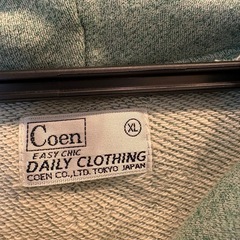 Coen
XL
EASY CHIC
DAILY CLOTHING
COEN CO., LTD. TOKYO JAPAN